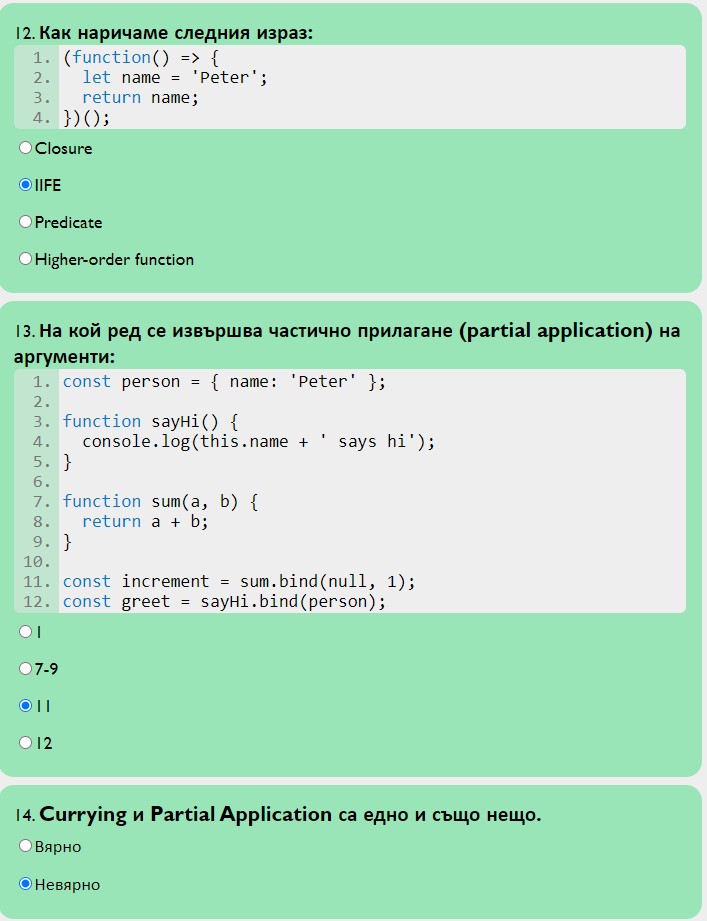 12. Как наричаме следния израз:
1. (function() => {
2.   let name = 'Peter';
3.   return name;
4. })();
Closure
IIFE
Predicate
Higher-order function
13. На кой ред се извършва частично прилагане (partial application) на
аргументи:
1. const person = { name: 'Peter' };
2.
3. function sayHi() {
4.   console.log(this.name + ' says hi');
5. }
6.
7. function sum(a, b) {
8.   return a + b;
9. }
10.
11. const increment = sum.bind(null, 1);
12. const greet = sayHi.bind(person);
1
7-9
11
12
14. Currying и Partial Application са едно и също нещо.
Вярно
Невярно